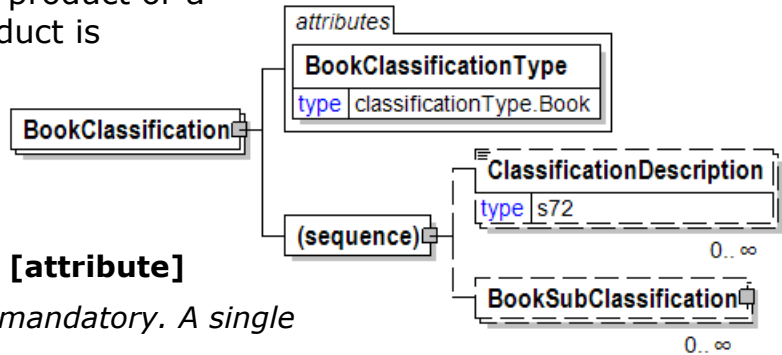 product or a
duct is
attributes
BookClassificationType
type classificationType.Book
BookClassification
ClassificationDescription
type s72
(sequence)
0.. ∞
[attribute]
BookSubClassification
mandatory. A single
0.. ∞